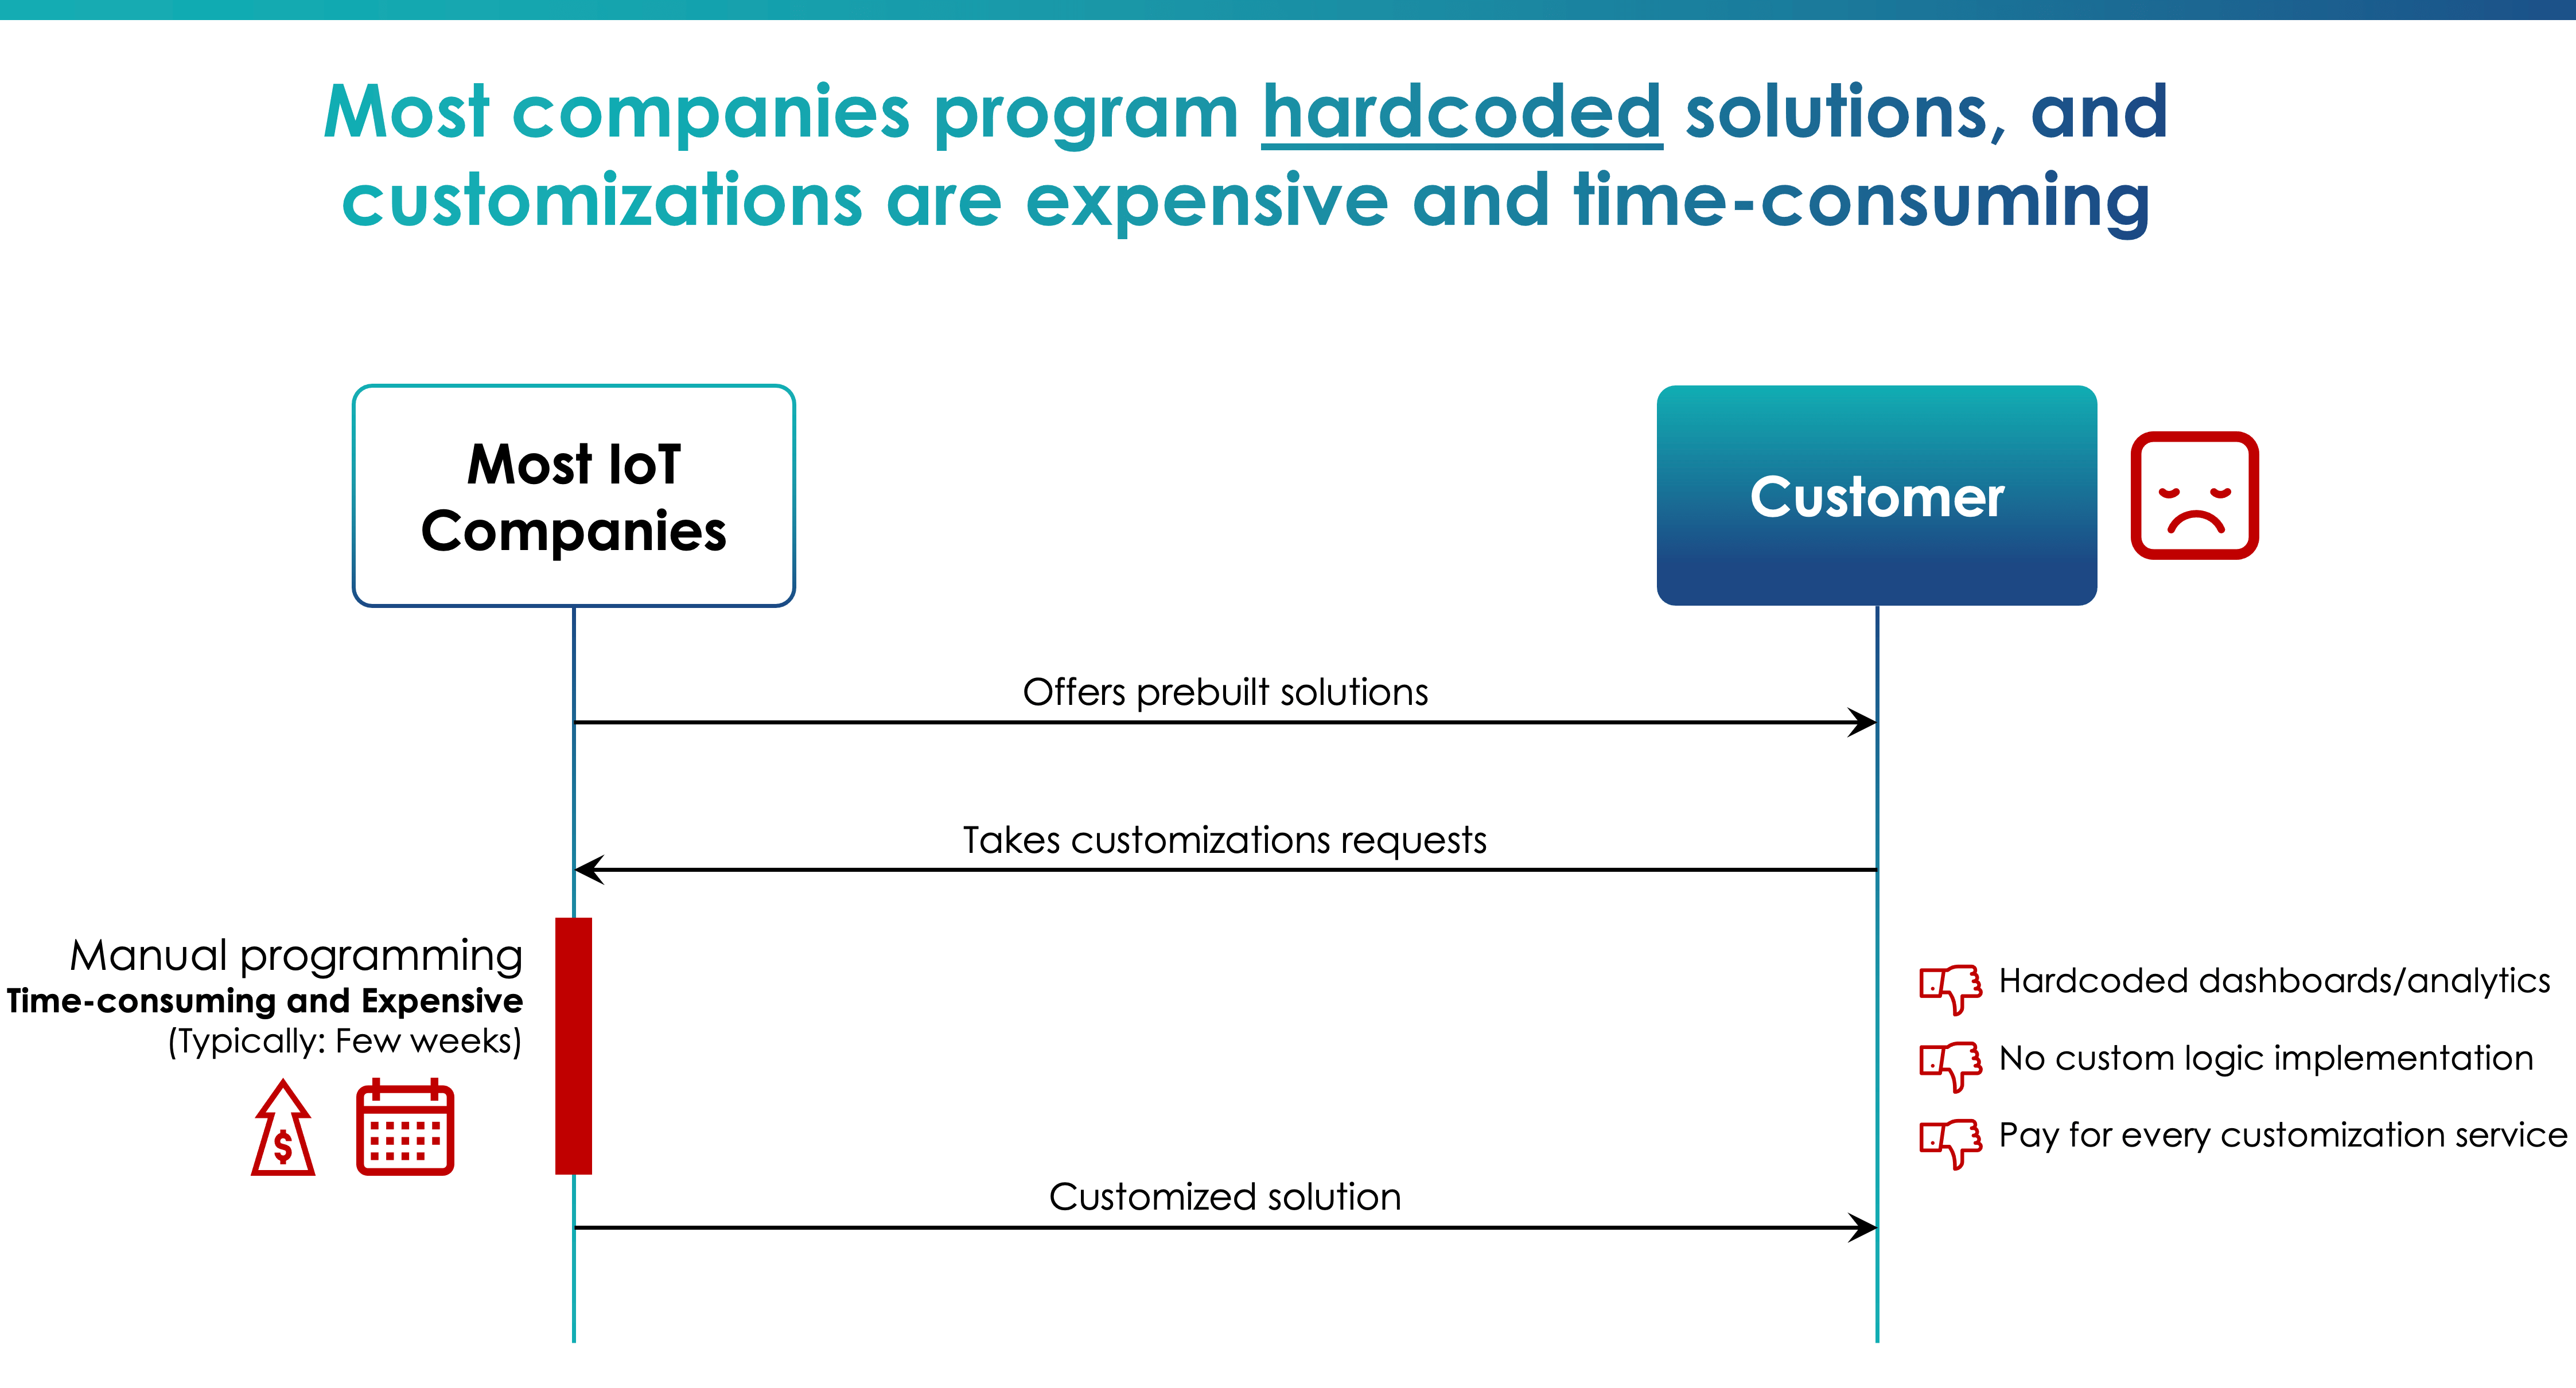 Most companies program hardcoded solutions, and
customizations are expensive and time-consuming
Most IoT
Companies
Customer
Offers prebuilt solutions
Takes customizations requests
Manual programming
Time-consuming and Expensive
(Typically: Few weeks)
$
Hardcoded dashboards/analytics
No custom logic implementation
Pay for every customization service
Customized solution